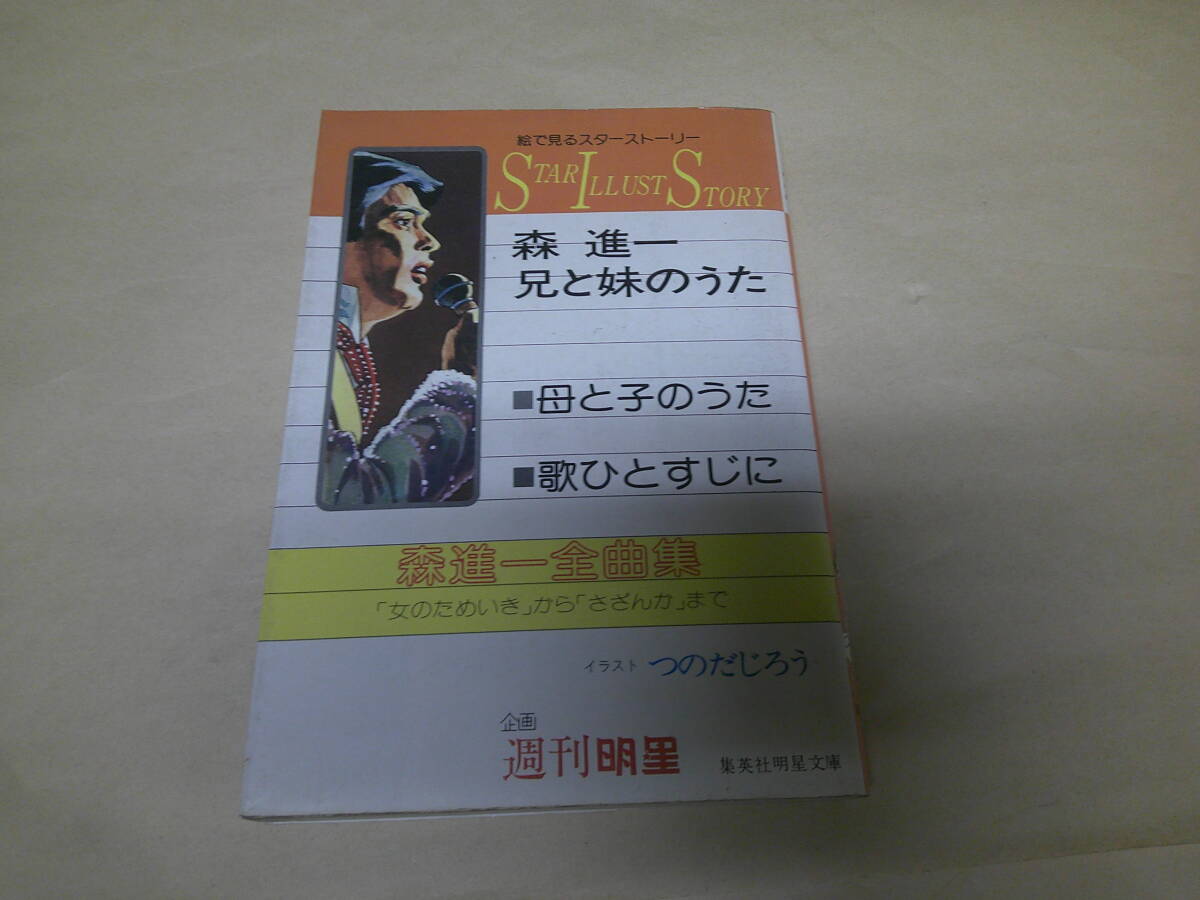 絵で見るスターストーリー
STAR ILLUST STORY
森 進一
兄と妹のうた
■母と子のうた
■歌ひとすじに
森進一全曲集
「女のためいき」から「さざんか」まで
イラスト つのだじろう
企画
週刊明星
集英社明星文庫